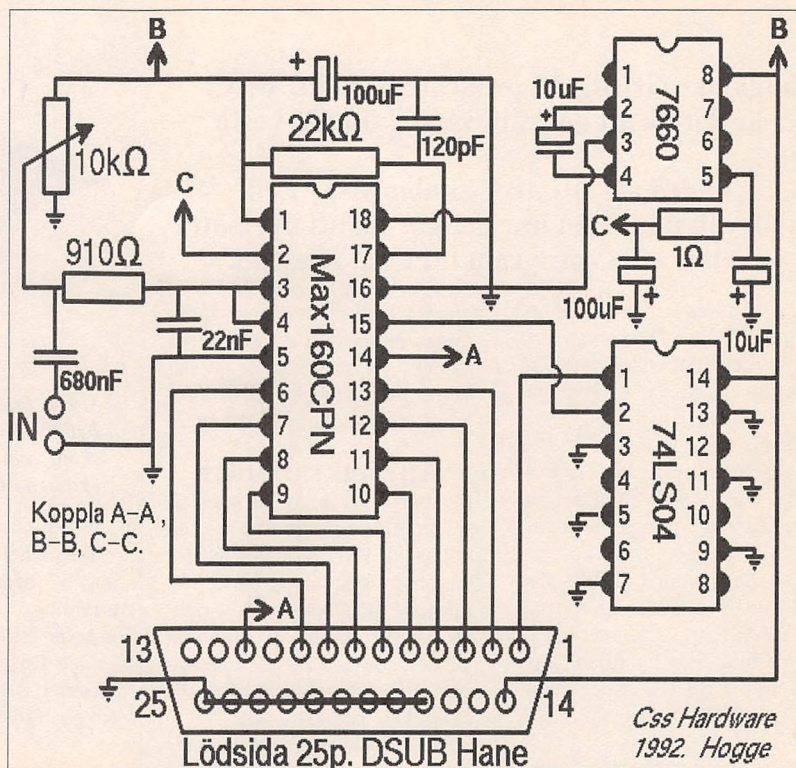 B
B
+
100uF
120pF
22kΩ
10kΩ
C
910Ω
22nF
680nF
IN
Max160CPN
1
2
3
4
5
6
7
8
9
18
17
16
15
14
13
12
11
10
A
7660
1
2
3
4
8
7
6
5
10uF
+
C
1Ω
100uF
+
+
10uF
74LS04
1
2
3
4
5
6
7
14
13
12
11
10
9
8
Koppla A-A,
B-B, C-C.
A
13
1
25
14
Lödsida 25p. DSUB Hane
Css Hardware
1992. Hogge